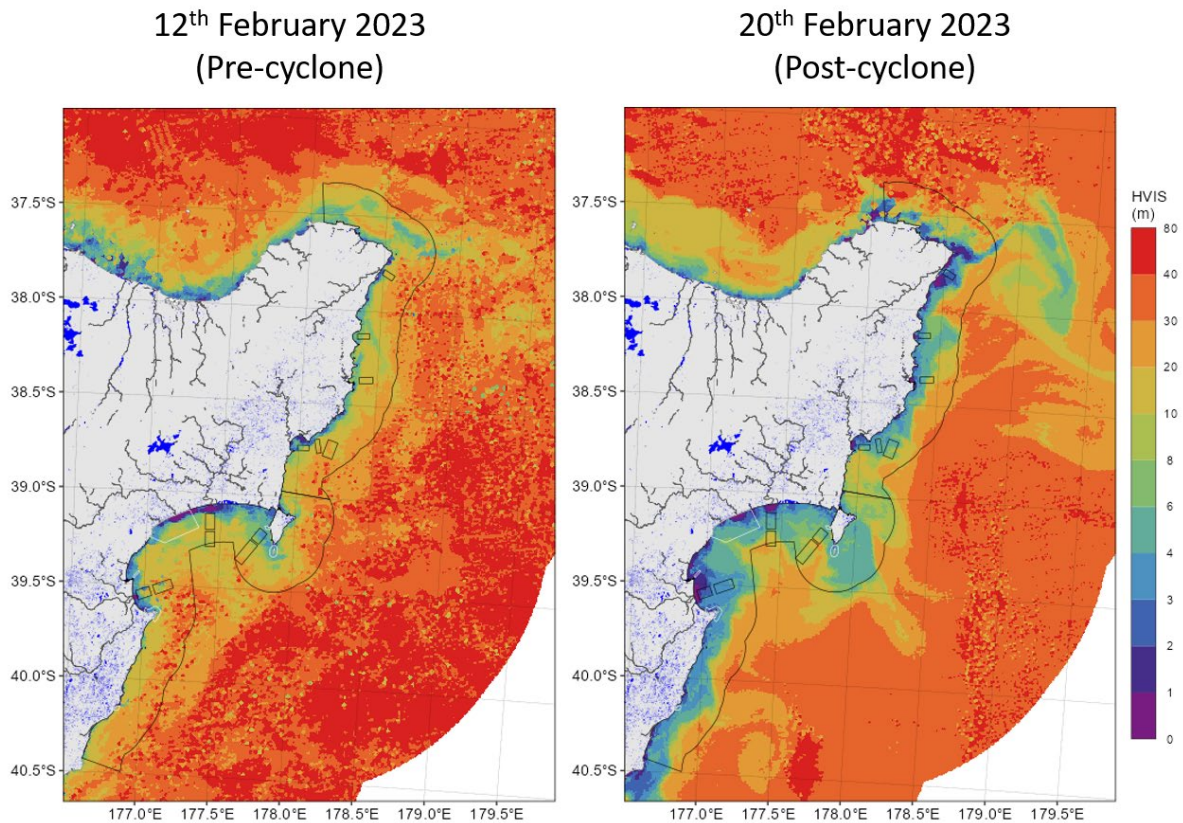 12th February 2023
(Pre-cyclone)
20th February 2023
(Post-cyclone)
37.5°S
38.0°S
38.5°S
39.0°S
39.5°S
40.0°S
40.5°S
177.0°E
177.5°E
178.0°E
178.5°E
179.0°E
179.5°E
37.5°S
38.0°S
38.5°S
39.0°S
39.5°S
40.0°S
40.5°S
177.0°E
177.5°E
178.0°E
178.5°E
179.0°E
179.5°E
HVIS
(m)
80
40
30
20
10
8
6
4
3
2
1
0